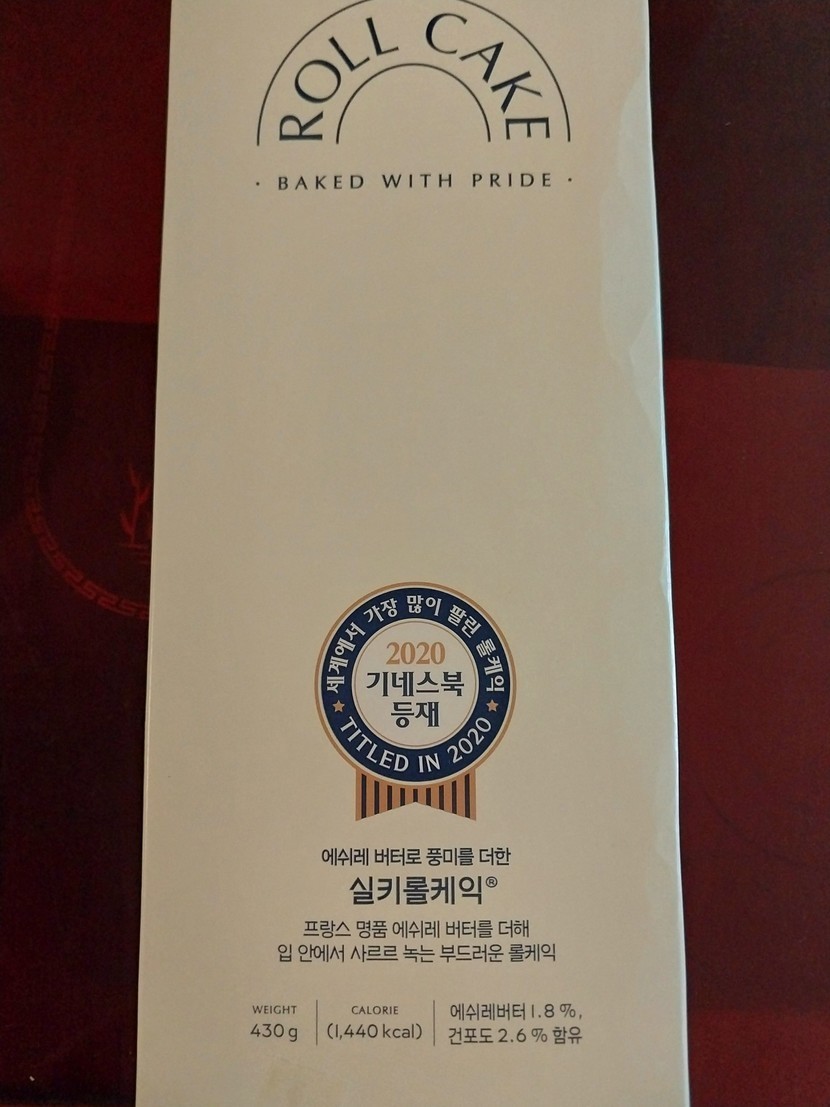 ROLL CAKE
· BAKED WITH PRIDE ·
세계에서 가장 많이 팔린 롤케익
2020
기네스북
등재
TITLED IN 2020
에쉬레 버터로 풍미를 더한
실키롤케익®
프랑스 명품 에쉬레 버터를 더해
입 안에서 사르르 녹는 부드러운 롤케익
WEIGHT
430 g
CALORIE
(1,440 kcal)
에쉬레버터 1.8 %,
건포도 2.6 % 함유